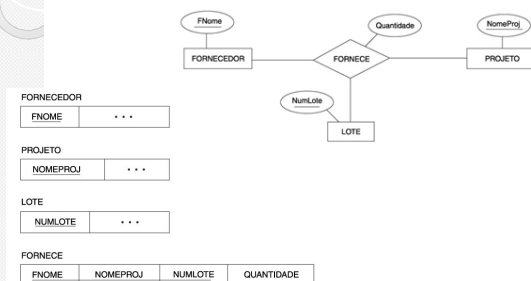 FNome
Quantidade
NomeProj
FORNECEDOR
FORNECE
PROJETO
NumLote
LOTE
FORNECEDOR
FNOME • • •
PROJETO
NOMEPROJ • • •
LOTE
NUMLOTE • • •
FORNECE
FNOME NOMEPROJ NUMLOTE QUANTIDADE